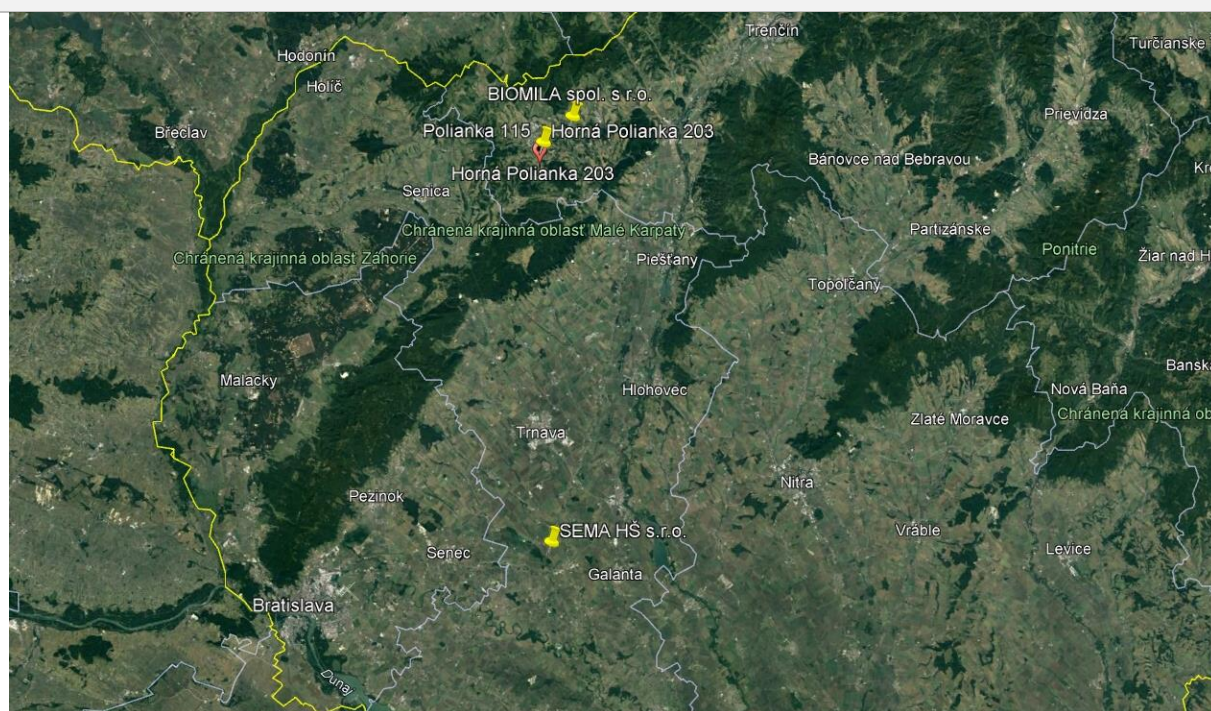 Trenčín
Turčianske
Hodonín
Holíč
BIOMILA spol. s r.o.
Prievidza
Břeclav
Polianka 115
Horná Polianka 203
Bánovce nad Bebravou
Horná Polianka 203
Senica
Chránená krajinná oblasť Malé Karpaty
Partizánske
Chránená krajinná oblasť Záhorie
Piešťany
Ponitrie
Žiar nad H
Topoľčany
Malacky
Hlohovec
Nová Baňa
Banská
Zlaté Moravce
Chránená krajinná ob
Trnava
Nitra
Pezinok
SEMA HŠ s.r.o.
Vráble
Senec
Levice
Galanta
Bratislava
Dunaj